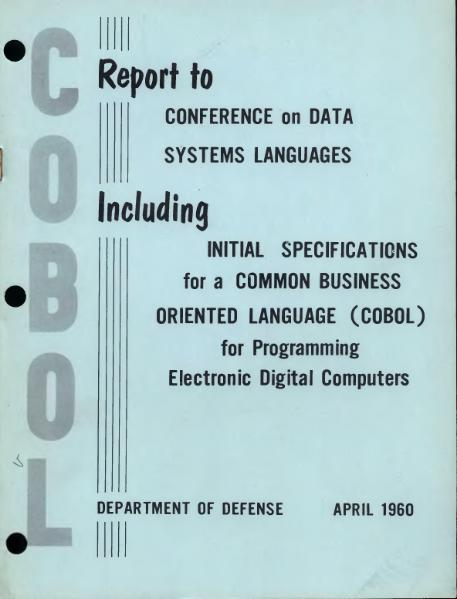 COBOL
Report to
CONFERENCE on DATA
SYSTEMS LANGUAGES
Including
INITIAL SPECIFICATIONS
for a COMMON BUSINESS
ORIENTED LANGUAGE (COBOL)
for Programming
Electronic Digital Computers
DEPARTMENT OF DEFENSE APRIL 1960